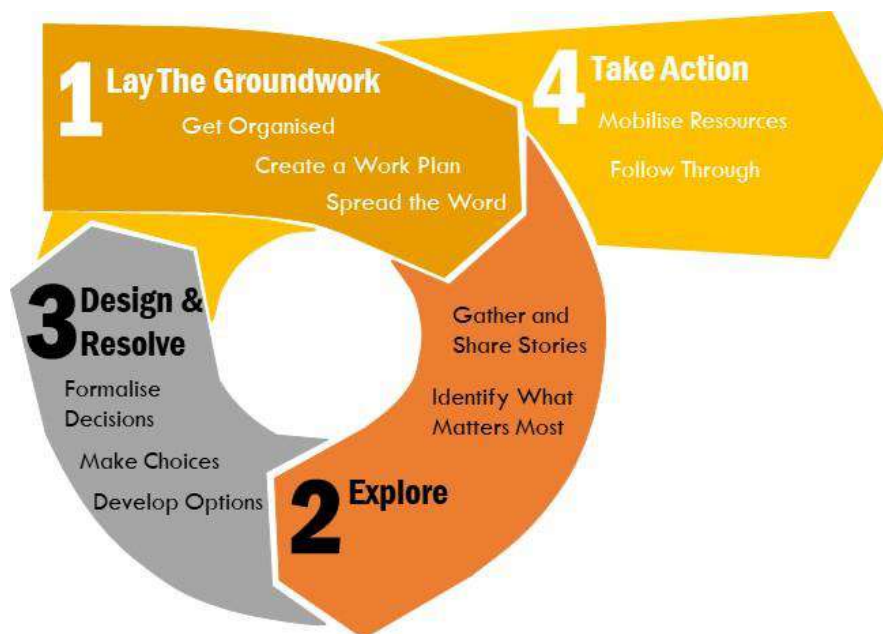 1 Lay The Groundwork
Get Organised
Create a Work Plan
Spread the Word
4 Take Action
Mobilise Resources
Follow Through
Gather and
Share Stories
Identify What
Matters Most
2 Explore
3 Design &
Resolve
Formalise
Decisions
Make Choices
Develop Options